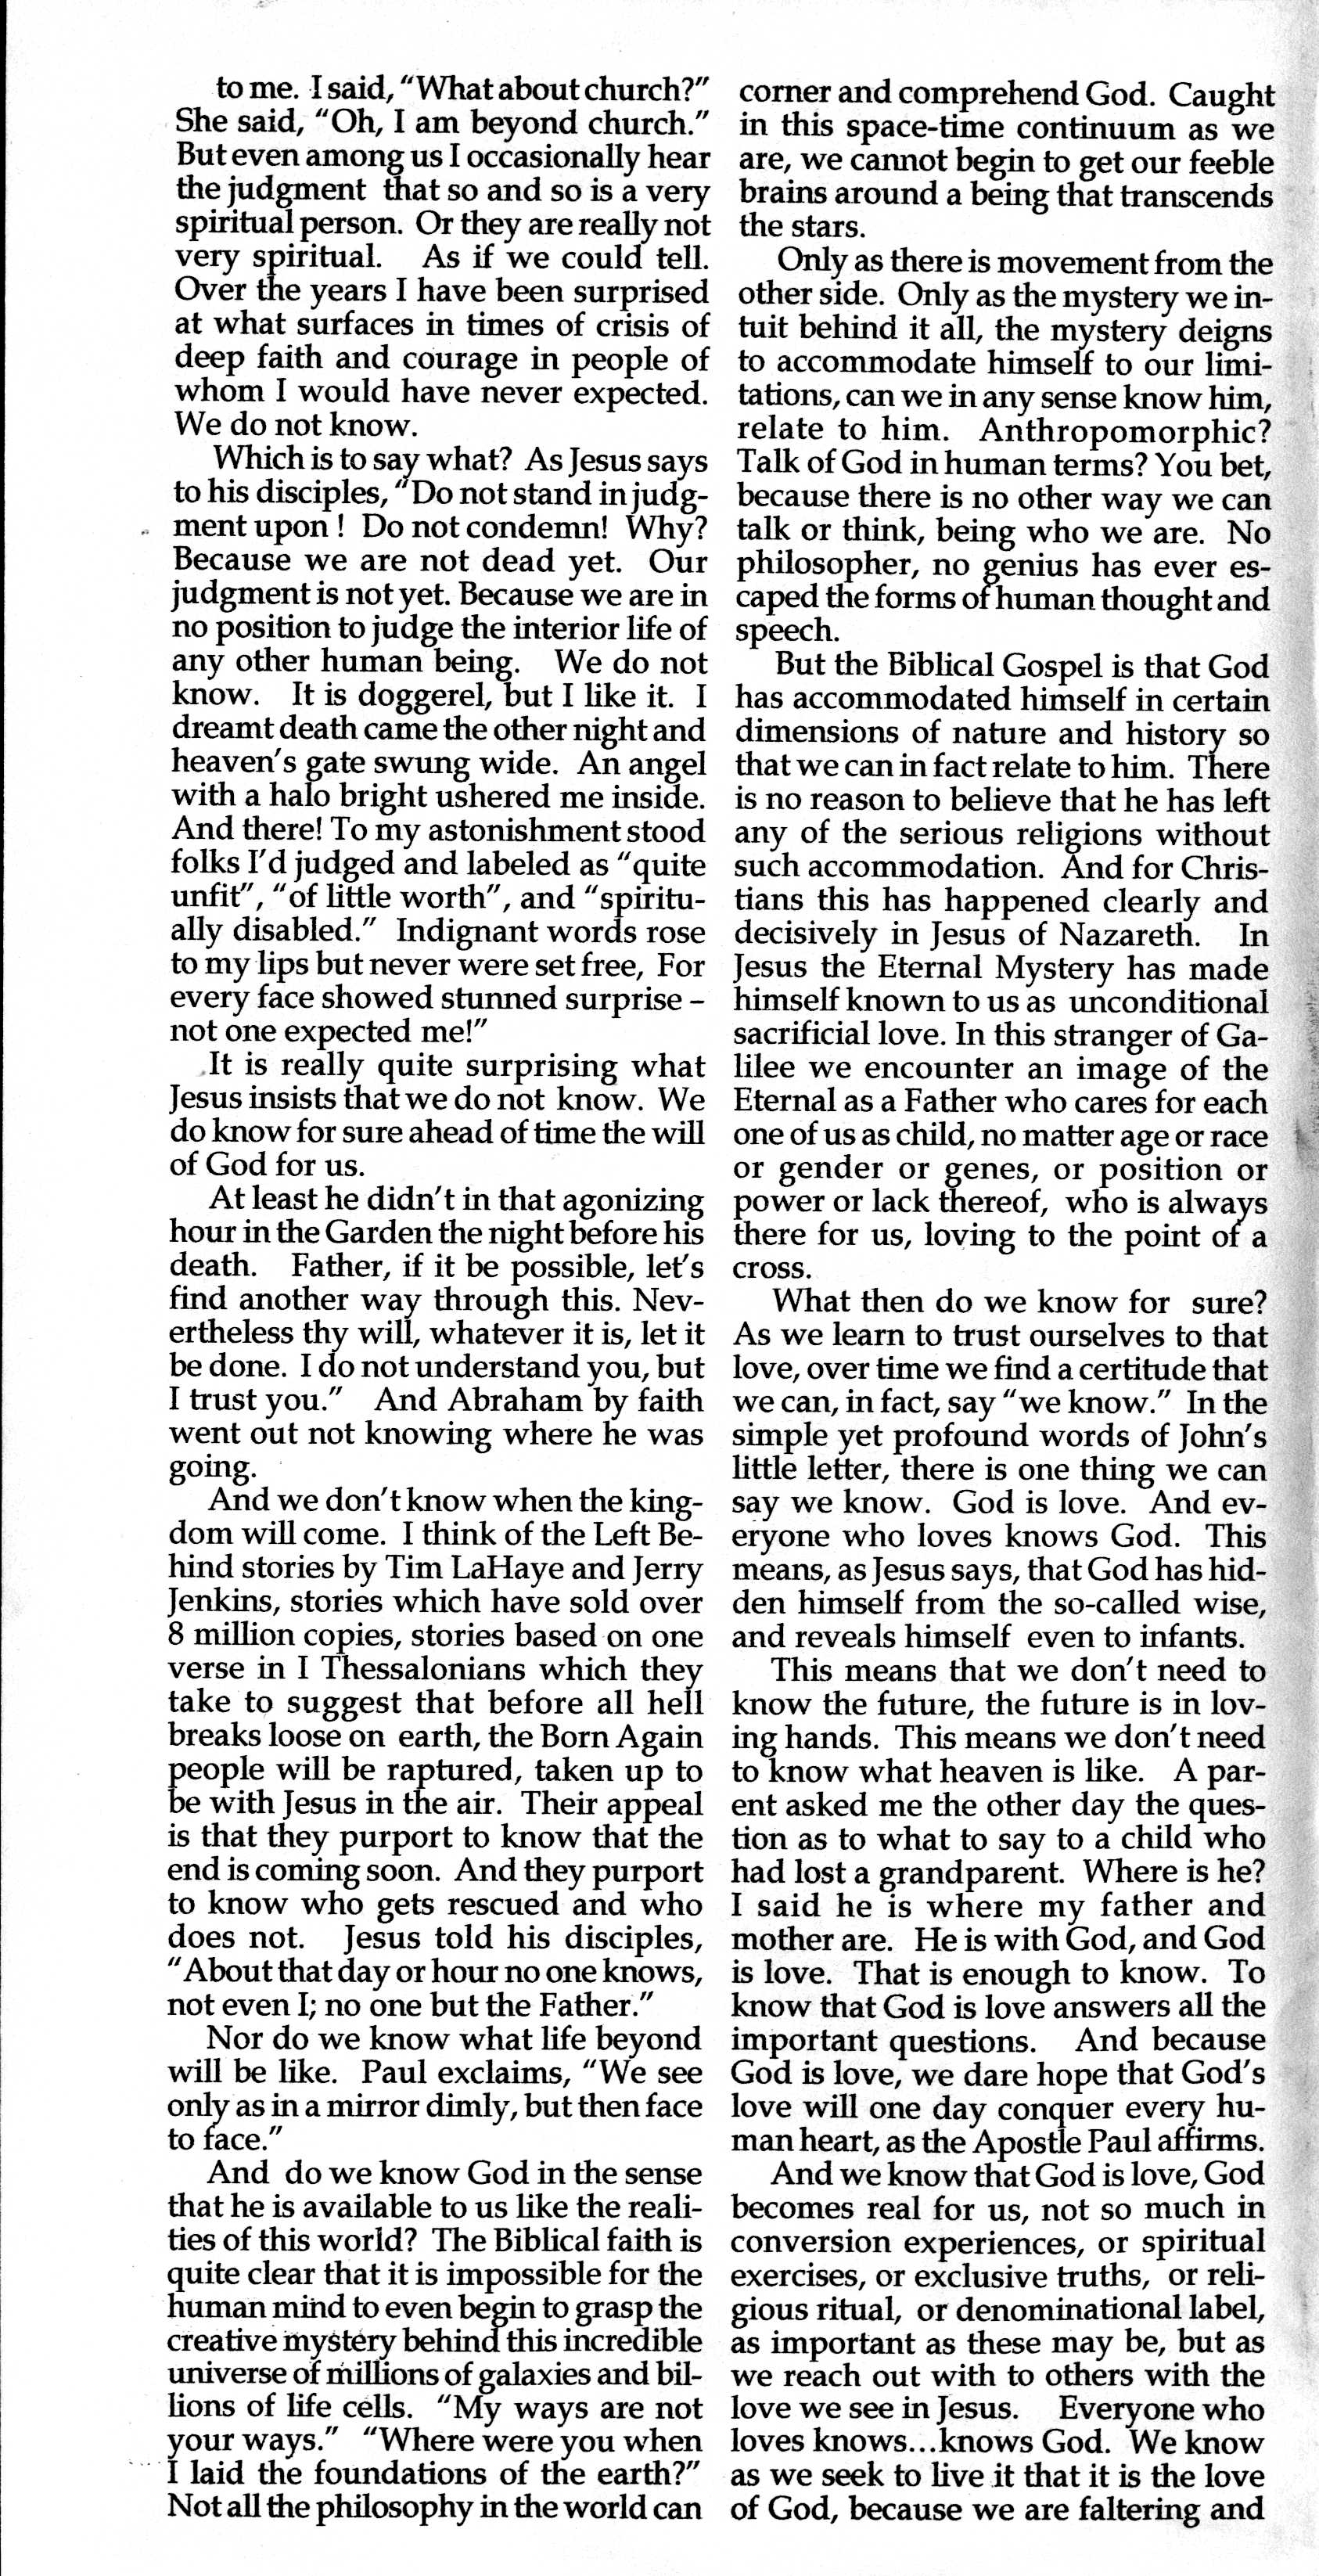 to me. I said, "What about church?"
She said, "Oh, I am beyond church."
But even among us I occasionally hear
the judgment that so and so is a very
spiritual person. Or they are really not
very spiritual. As if we could tell.
Over the years I have been surprised
at what surfaces in times of crisis of
deep faith and courage in people of
whom I would have never expected.
We do not know.
Which is to say what? As Jesus says
to his disciples, "Do not stand in judg-
ment upon ! Do not condemn! Why?
Because we are not dead yet. Our
judgment is not yet. Because we are in
no position to judge the interior life of
any other human being. We do not
know. It is doggerel, but I like it. I
dreamt death came the other night and
heaven's gate swung wide. An angel
with a halo bright ushered me inside.
And there! To my astonishment stood
folks I'd judged and labeled as "quite
unfit", "of little worth", and "spiritu-
ally disabled." Indignant words rose
to my lips but never were set free, For
every face showed stunned surprise –
not one expected me!"
It is really quite surprising what
Jesus insists that we do not know. We
do know for sure ahead of time the will
of God for us.
At least he didn't in that agonizing
hour in the Garden the night before his
death. Father, if it be possible, let's
find another way through this. Nev-
ertheless thy will, whatever it is, let it
be done. I do not understand you, but
I trust you." And Abraham by faith
went out not knowing where he was
going.
And we don't know when the king-
dom will come. I think of the Left Be-
hind stories by Tim LaHaye and Jerry
Jenkins, stories which have sold over
8 million copies, stories based on one
verse in I Thessalonians which they
take to suggest that before all hell
breaks loose on earth, the Born Again
people will be raptured, taken up to
be with Jesus in the air. Their appeal
is that they purport to know that the
end is coming soon. And they purport
to know who gets rescued and who
does not. Jesus told his disciples,
"About that day or hour no one knows,
not even I; no one but the Father."
Nor do we know what life beyond
will be like. Paul exclaims, "We see
only as in a mirror dimly, but then face
to face."
And do we know God in the sense
that he is available to us like the reali-
ties of this world? The Biblical faith is
quite clear that it is impossible for the
human mind to even begin to grasp the
creative mystery behind this incredible
universe of millions of galaxies and bil-
lions of life cells. "My ways are not
your ways." "Where were you when
I laid the foundations of the earth?"
Not all the philosophy in the world can
corner and comprehend God. Caught
in this space-time continuum as we
are, we cannot begin to get our feeble
brains around a being that transcends
the stars.
Only as there is movement from the
other side. Only as the mystery we in-
tuit behind it all, the mystery deigns
to accommodate himself to our limi-
tations, can we in any sense know him,
relate to him. Anthropomorphic?
Talk of God in human terms? You bet,
because there is no other way we can
talk or think, being who we are. No
philosopher, no genius has ever es-
caped the forms of human thought and
speech.
But the Biblical Gospel is that God
has accommodated himself in certain
dimensions of nature and history so
that we can in fact relate to him. There
is no reason to believe that he has left
any of the serious religions without
such accommodation. And for Chris-
tians this has happened clearly and
decisively in Jesus of Nazareth. In
Jesus the Eternal Mystery has made
himself known to us as unconditional
sacrificial love. In this stranger of Ga-
lilee we encounter an image of the
Eternal as a Father who cares for each
one of us as child, no matter age or race
or gender or genes, or position or
power or lack thereof, who is always
there for us, loving to the point of a
cross.
What then do we know for sure?
As we learn to trust ourselves to that
love, over time we find a certitude that
we can, in fact, say "we know." In the
simple yet profound words of John's
little letter, there is one thing we can
say we know. God is love. And ev-
eryone who loves knows God. This
means, as Jesus says, that God has hid-
den himself from the so-called wise,
and reveals himself even to infants.
This means that we don't need to
know the future, the future is in lov-
ing hands. This means we don't need
to know what heaven is like. A par-
ent asked me the other day the ques-
tion as to what to say to a child who
had lost a grandparent. Where is he?
I said he is where my father and
mother are. He is with God, and God
is love. That is enough to know. To
know that God is love answers all the
important questions. And because
God is love, we dare hope that God's
love will one day conquer every hu-
man heart, as the Apostle Paul affirms.
And we know that God is love, God
becomes real for us, not so much in
conversion experiences, or spiritual
exercises, or exclusive truths, or reli-
gious ritual, or denominational label,
as important as these may be, but as
we reach out with to others with the
love we see in Jesus. Everyone who
loves knows...knows God. We know
as we seek to live it that it is the love
of God, because we are faltering and